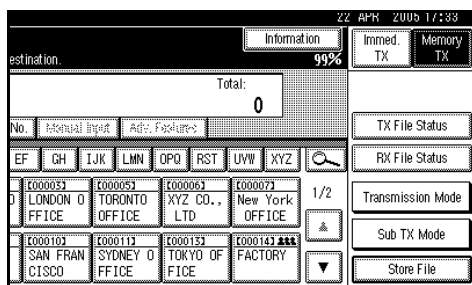 22 APR 2005 17:33
Information
Immed. TX
Memory TX
estination. 99%
Total:
0
No. Manual Input Adv. Features
TX File Status
EF GH IJK LMN OPQ RST UVW XYZ
RX File Status
[00003] [00005] [00006] [00007]
LONDON O TORONTO XYZ CO., New York
FFICE OFFICE LTD OFFICE
1/2
Transmission Mode
[00010] [00011] [00013] [00014]
SAN FRAN SYDNEY O TOKYO OF FACTORY
CISCO FFICE FICE
Sub TX Mode
Store File